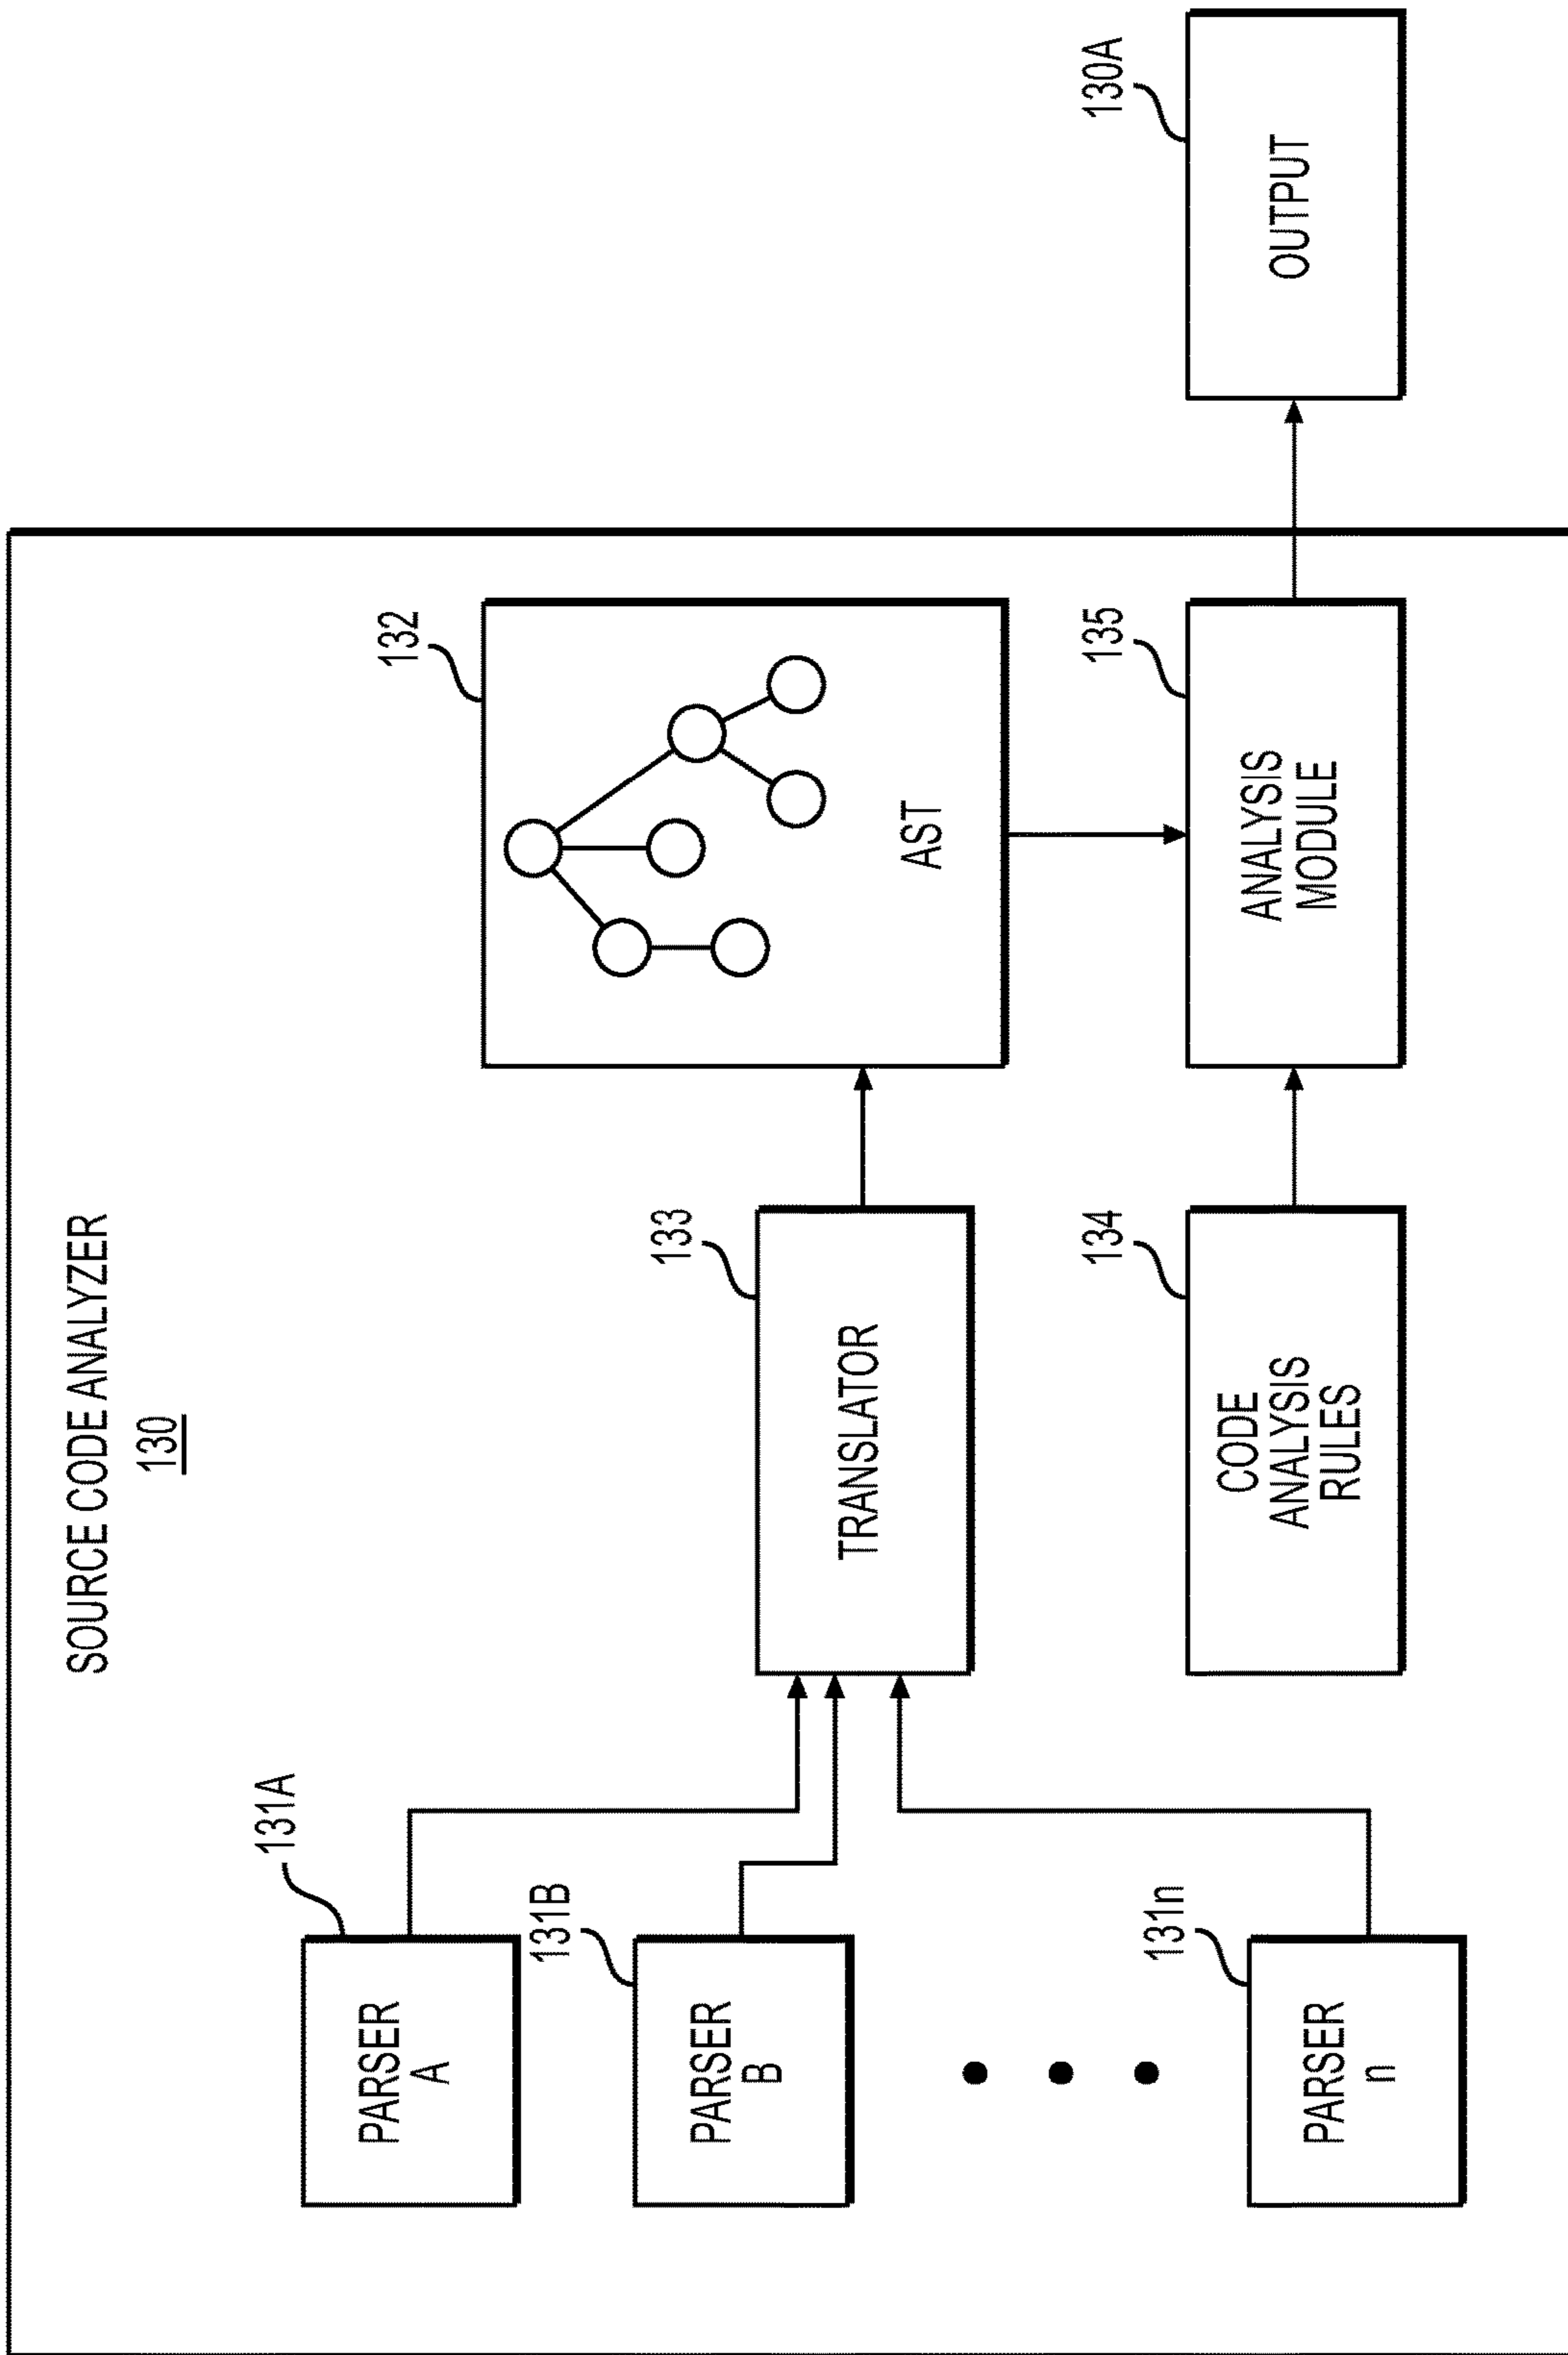 SOURCE CODE ANALYZER
130
131A
PARSER
A
131B
PARSER
B
131n
PARSER
n
133
TRANSLATOR
132
AST
134
CODE
ANALYSIS
RULES
135
ANALYSIS
MODULE
130A
OUTPUT